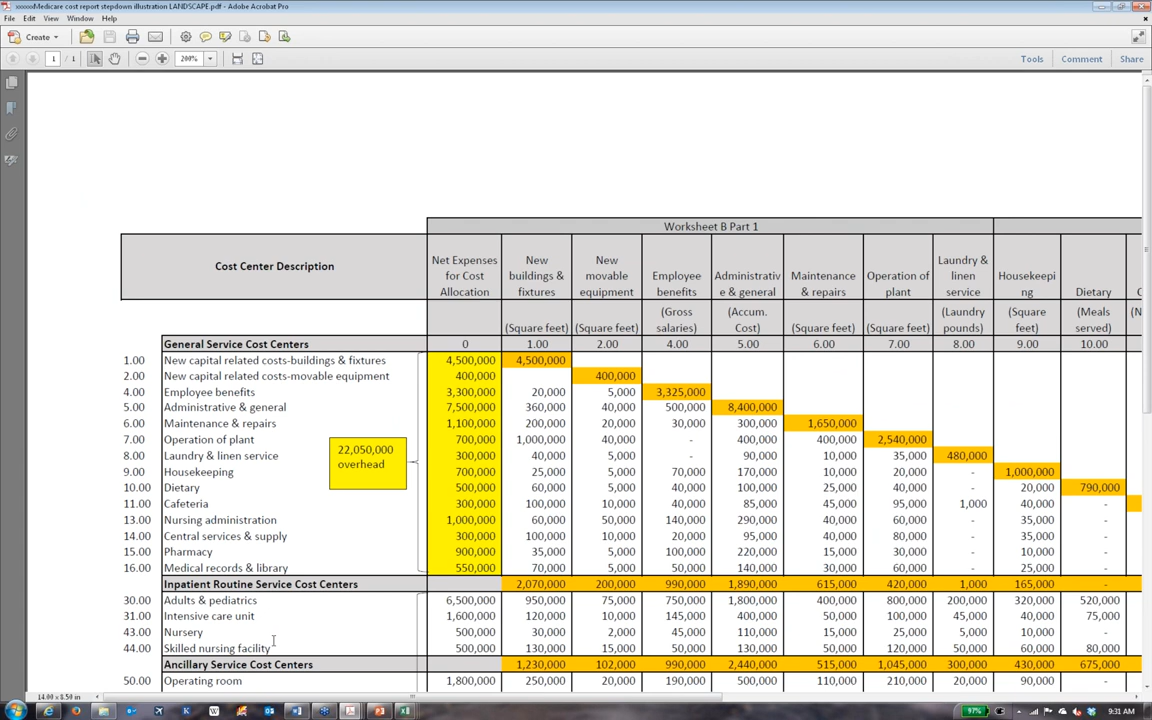 xxxxxMedicare cost report stepdown illustration LANDSCAPE.pdf - Adobe Acrobat Pro
File Edit View Window Help
Create
1 / 1 200% Tools Comment Share
Worksheet B Part 1
Cost Center Description
Net Expenses for Cost Allocation
New buildings & fixtures
New movable equipment
Employee benefits
Administrativ e & general
Maintenance & repairs
Operation of plant
Laundry & linen service
Housekeepi ng
Dietary
C
(Square feet) (Square feet) (Gross salaries) (Accum. Cost) (Square feet) (Square feet) (Laundry pounds) (Square feet) (Meals served) (N
General Service Cost Centers 0 1.00 2.00 4.00 5.00 6.00 7.00 8.00 9.00 10.00
1.00 New capital related costs-buildings & fixtures 4,500,000 4,500,000
2.00 New capital related costs-movable equipment 400,000 400,000
4.00 Employee benefits 3,300,000 20,000 5,000 3,325,000
5.00 Administrative & general 7,500,000 360,000 40,000 500,000 8,400,000
6.00 Maintenance & repairs 1,100,000 200,000 20,000 30,000 300,000 1,650,000
7.00 Operation of plant 700,000 1,000,000 40,000 - 400,000 400,000 2,540,000
22,050,000
overhead
8.00 Laundry & linen service 300,000 40,000 5,000 - 90,000 10,000 35,000 480,000
9.00 Housekeeping 700,000 25,000 5,000 70,000 170,000 10,000 20,000 - 1,000,000
10.00 Dietary 500,000 60,000 5,000 40,000 100,000 25,000 40,000 - 20,000 790,000
11.00 Cafeteria 300,000 100,000 10,000 40,000 85,000 45,000 95,000 1,000 40,000 -
13.00 Nursing administration 1,000,000 60,000 50,000 140,000 290,000 40,000 60,000 - 35,000 -
14.00 Central services & supply 300,000 100,000 10,000 20,000 95,000 40,000 80,000 - 35,000 -
15.00 Pharmacy 900,000 35,000 5,000 100,000 220,000 15,000 30,000 - 10,000 -
16.00 Medical records & library 550,000 70,000 5,000 50,000 140,000 30,000 60,000 - 25,000 -
Inpatient Routine Service Cost Centers 2,070,000 200,000 990,000 1,890,000 615,000 420,000 1,000 165,000 -
30.00 Adults & pediatrics 6,500,000 950,000 75,000 750,000 1,800,000 400,000 800,000 200,000 320,000 520,000
31.00 Intensive care unit 1,600,000 120,000 10,000 145,000 400,000 50,000 100,000 45,000 40,000 75,000
43.00 Nursery 500,000 30,000 2,000 45,000 110,000 15,000 25,000 5,000 10,000 -
44.00 Skilled nursing facility 500,000 130,000 15,000 50,000 130,000 50,000 120,000 50,000 60,000 80,000
Ancillary Service Cost Centers 1,230,000 102,000 990,000 2,440,000 515,000 1,045,000 300,000 430,000 675,000
50.00 Operating room 1,800,000 250,000 20,000 190,000 500,000 110,000 210,000 20,000 90,000 -
14.00 x 8.50 in
97% 9:31 AM